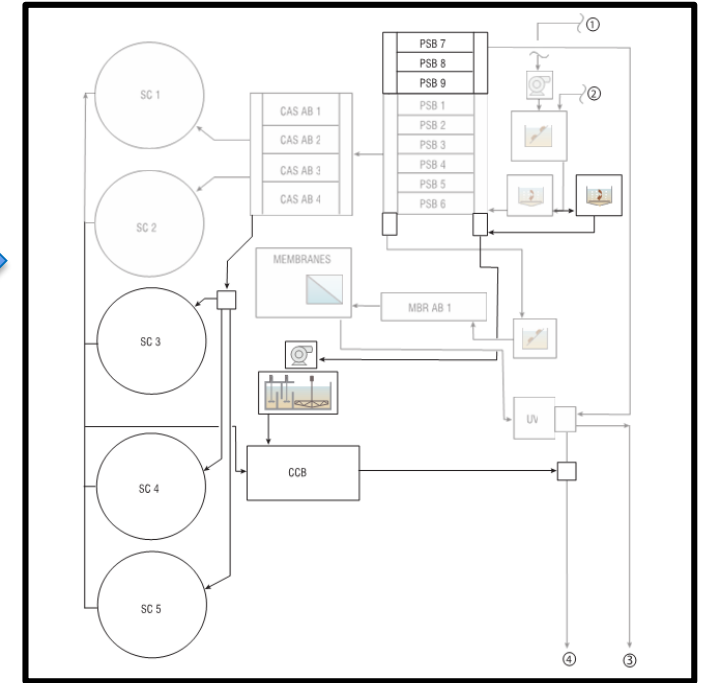 ①
PSB 7
PSB 8
PSB 9
②
SC 1
CAS AB 1
CAS AB 2
CAS AB 3
CAS AB 4
PSB 1
PSB 2
PSB 3
PSB 4
PSB 5
PSB 6
SC 2
MEMBRANES
MBR AB 1
SC 3
UV
CCB
SC 4
SC 5
④
③